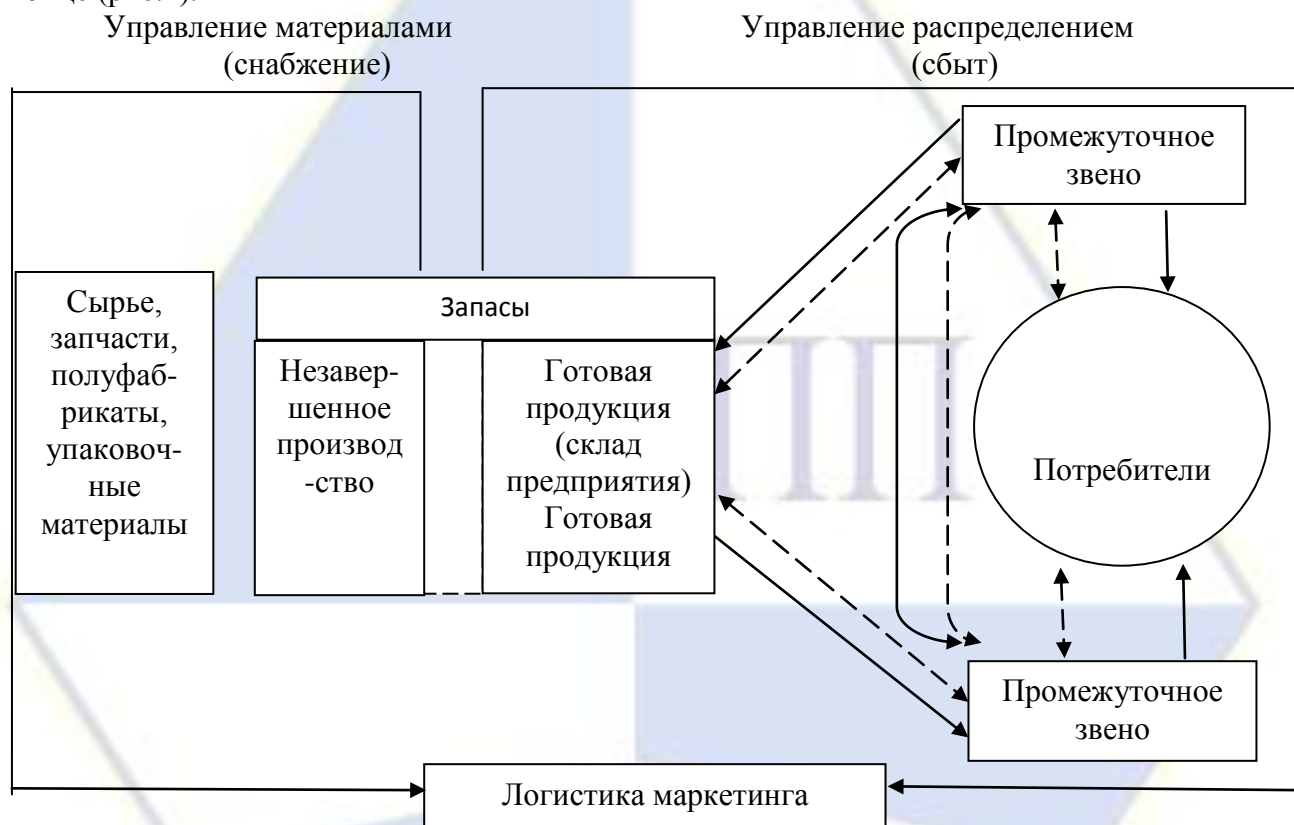 Управление материалами
(снабжение)
Управление распределением
(сбыт)
Промежуточное
звено
Сырье,
запчасти,
полуфаб-
рикаты,
упаковоч-
ные
материалы
Запасы
Незавер-
шенное
производ
-ство
Готовая
продукция
(склад
предприятия)
Готовая
продукция
Потребители
Промежуточное
звено
Логистика маркетинга